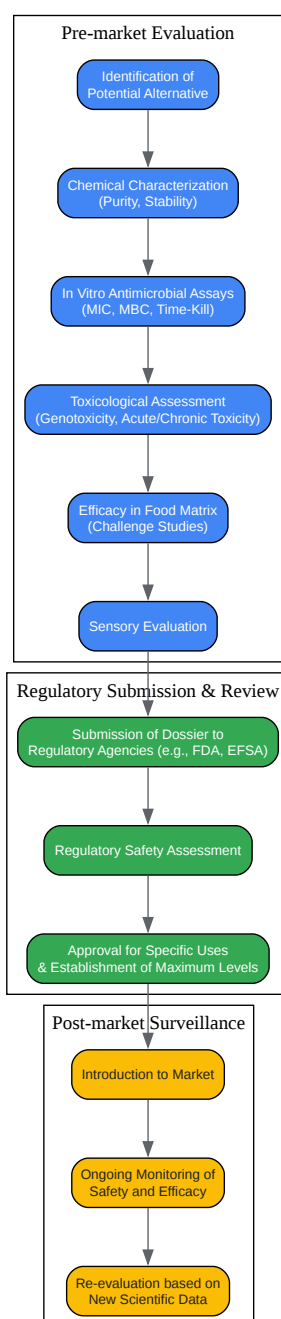 Pre-market Evaluation
Identification of
Potential Alternative
Chemical Characterization
(Purity, Stability)
In Vitro Antimicrobial Assays
(MIC, MBC, Time-Kill)
Toxicological Assessment
(Genotoxicity, Acute/Chronic Toxicity)
Efficacy in Food Matrix
(Challenge Studies)
Sensory Evaluation
Regulatory Submission & Review
Submission of Dossier to
Regulatory Agencies (e.g., FDA, EFSA)
Regulatory Safety Assessment
Approval for Specific Uses
& Establishment of Maximum Levels
Post-market Surveillance
Introduction to Market
Ongoing Monitoring of
Safety and Efficacy
Re-evaluation based on
New Scientific Data